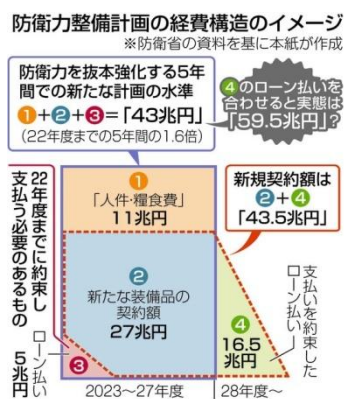 防衛力整備計画の経費構造のイメージ
※防衛省の資料を基に本紙が作成
防衛力を抜本強化する5年
間での新たな計画の水準
❶+❷+❸=「43兆円」
(22年度までの5年間の1.6倍)
❹のローン払いを
合わせると実態は
「59.5兆円」?
❶
「人件・糧食費」
11兆円
新規契約額は
❷+❹
「43.5兆円」
22年度までに約束し
支払う必要のあるもの
ローン払い
5兆円
❷
新たな装備品の
契約額
27兆円
❸
❹
16.5
兆円
支払いを約束した
ローン払い
2023〜27年度
28年度〜